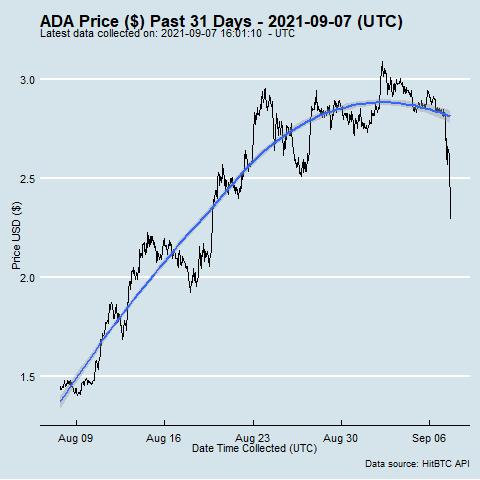 ADA Price ($) Past 31 Days - 2021-09-07 (UTC)
Latest data collected on: 2021-09-07 16:01:10  - UTC
3.0
2.5
2.0
1.5
Price USD ($)
Aug 09
Aug 16
Aug 23
Aug 30
Sep 06
Date Time Collected (UTC)
Data source: HitBTC API